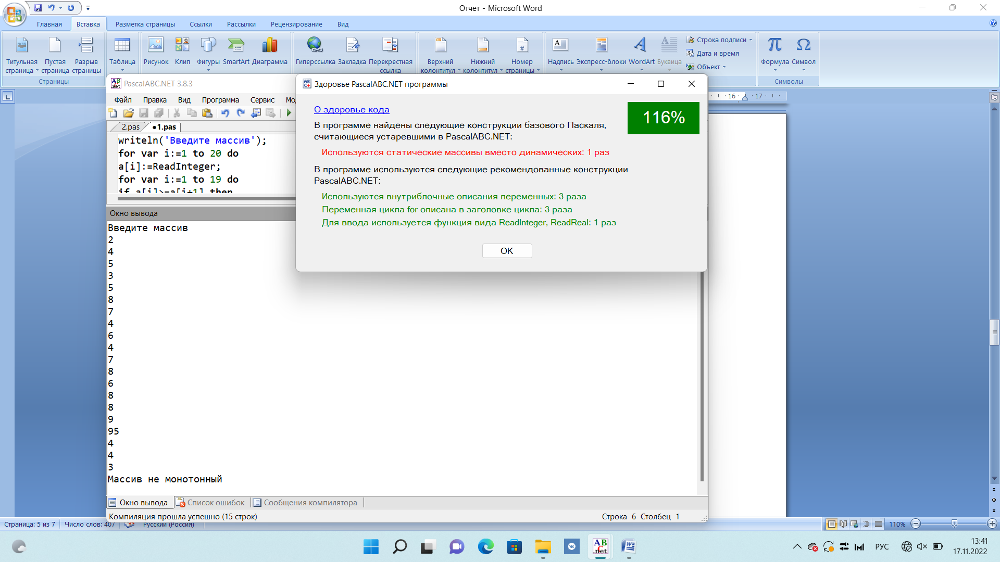 Отчет - Microsoft Word
Главная Вставка Разметка страницы Ссылки Рассылки Рецензирование Вид
Титульная страница
Пустая страница
Разрыв страницы
Страницы
Таблица
Рисунок Клип Фигуры SmartArt Диаграмма
Гиперссылка Закладка Перекрестная ссылка
Верхний колонтитул
Нижний колонтитул
Номер страницы
Надпись Экспресс-блоки WordArt Буквица
Строка подписи
Дата и время
Объект
Формула Символ
Символы
16 17
PascalABC.NET 3.8.3
Файл Правка Вид Программа Сервис Мо
2.pas •1.pas
writeln('Введите массив');
for var i:=1 to 20 do
a[i]:=ReadInteger;
for var i:=1 to 19 do
if a[i]>=a[i+1] then
Здоровье PascalABC.NET программы
О здоровье кода
116%
В программе найдены следующие конструкции базового Паскаля,
считающиеся устаревшими в PascalABC.NET:
Используются статические массивы вместо динамических: 1 раз
В программе используются следующие рекомендованные конструкции
PascalABC.NET:
Используются внутриблочные описания переменных: 3 раза
Переменная цикла for описана в заголовке цикла: 3 раза
Для ввода используется функция вида ReadInteger, ReadReal: 1 раз
OK
Окно вывода
Введите массив
2
4
5
3
5
8
7
4
6
4
7
8
6
8
8
9
95
4
4
3
Массив не монотонный
Окно вывода Список ошибок Сообщения компилятора
Компиляция прошла успешно (15 строк) Строка 6 Столбец 1
Страница: 5 из 7 Число слов: 407 Русский (Россия) 110%
РУС
13:41
17.11.2022